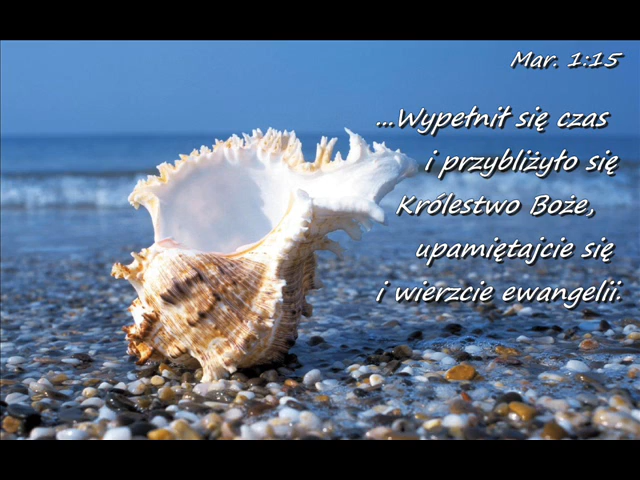 Mar. 1:15
...Wypełnił się czas
i przybliżyło się
Królestwo Boże,
upamiętajcie się
i wierzcie ewangelii.